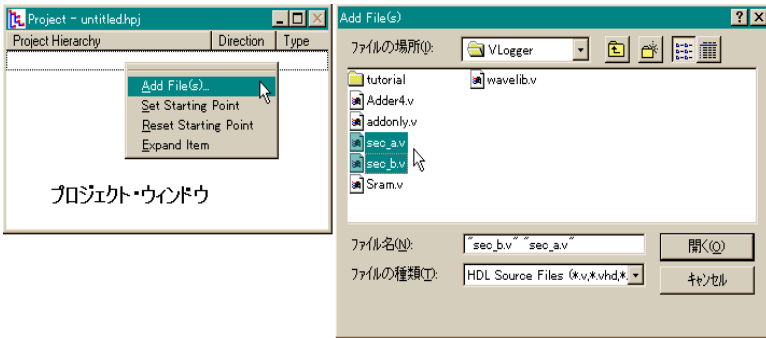 Project - untitled.hpj
Project Hierarchy Direction Type
Add File(s)...
Set Starting Point
Reset Starting Point
Expand Item
プロジェクト・ウィンドウ
Add File(s)
ファイルの場所(I):
VLogger
tutorial
Adder4.v
addonly.v
sec_a.v
sec_b.v
Sram.v
wavelib.v
ファイル名(N):
"sec_b.v" "sec_a.v"
開く(O)
ファイルの種類(T):
HDL Source Files (*.v,*.vhd,*.
キャンセル